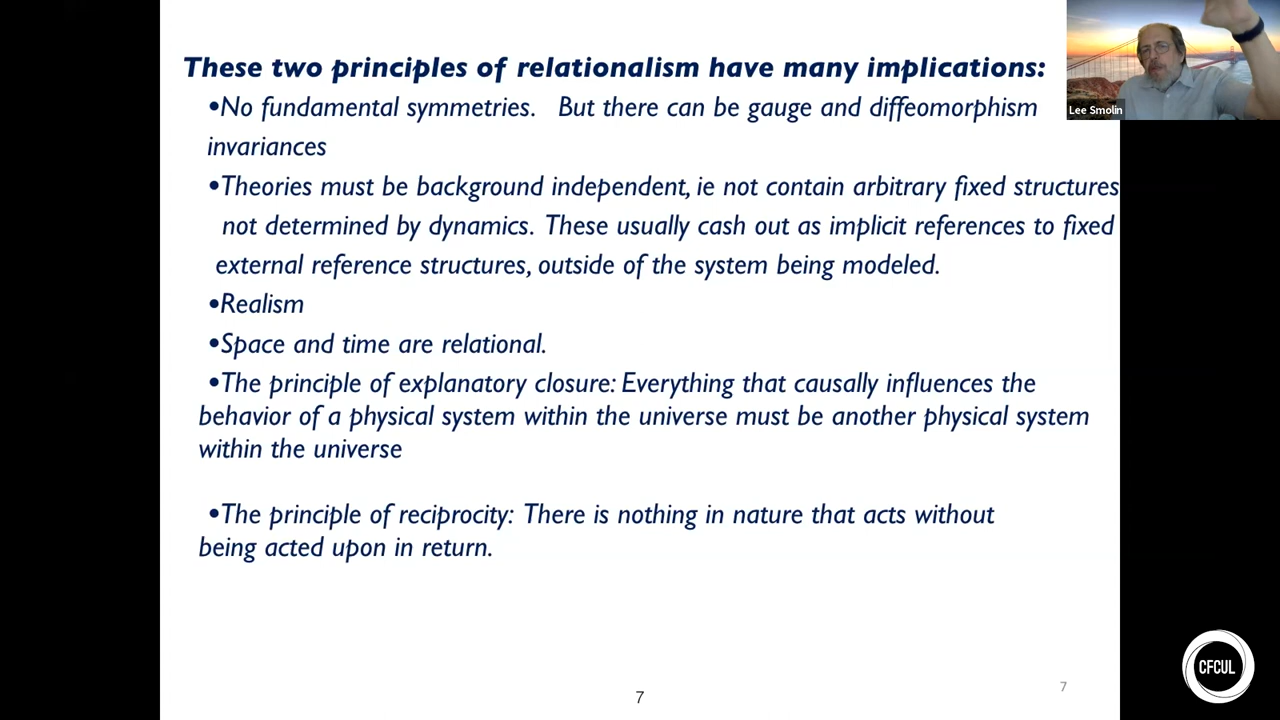 These two principles of relationalism have many implications:
•No fundamental symmetries. But there can be gauge and diffeomorphism
invariances
•Theories must be background independent, ie not contain arbitrary fixed structures
not determined by dynamics. These usually cash out as implicit references to fixed
external reference structures, outside of the system being modeled.
•Realism
•Space and time are relational.
•The principle of explanatory closure: Everything that causally influences the
behavior of a physical system within the universe must be another physical system
within the universe
•The principle of reciprocity: There is nothing in nature that acts without
being acted upon in return.
7
7
Lee Smolin
CFCUL